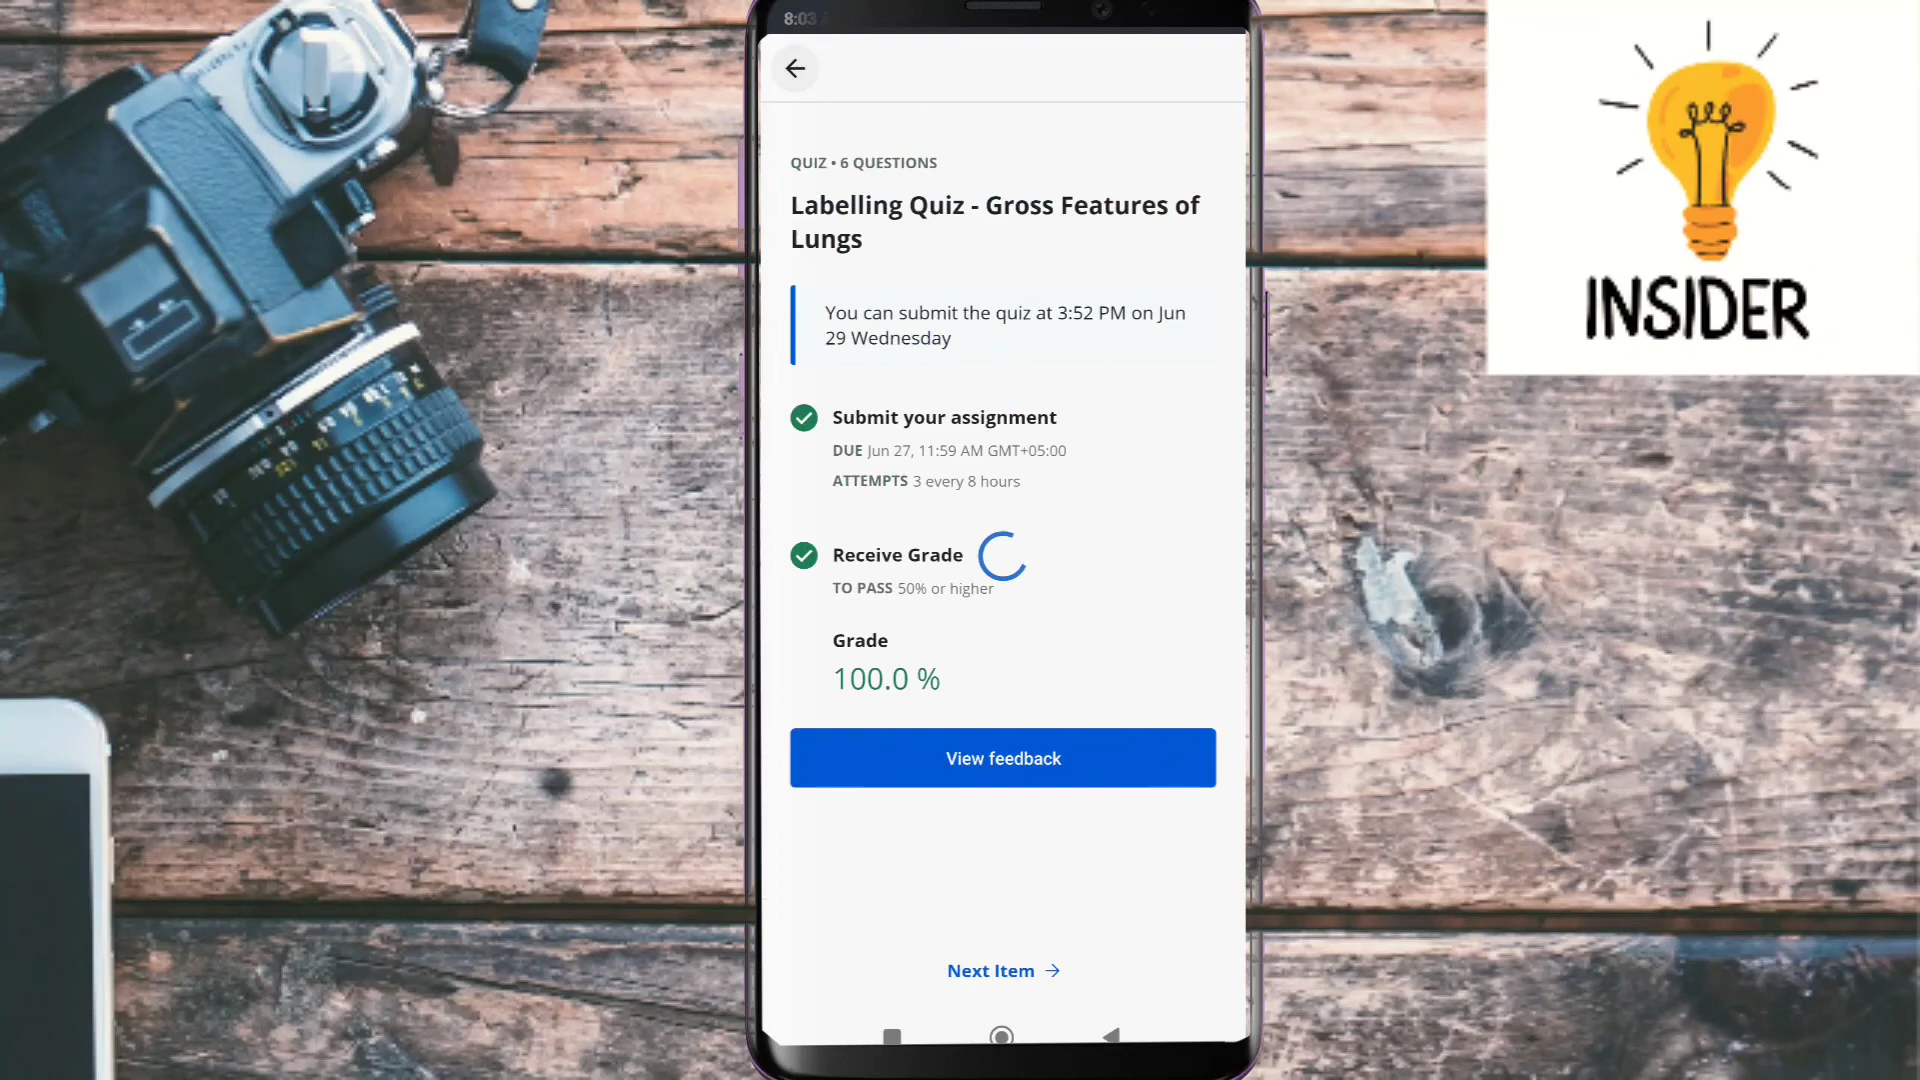 8:03
QUIZ • 6 QUESTIONS
Labelling Quiz - Gross Features of
Lungs
You can submit the quiz at 3:52 PM on Jun
29 Wednesday
Submit your assignment
DUE Jun 27, 11:59 AM GMT+05:00
ATTEMPTS 3 every 8 hours
Receive Grade
TO PASS 50% or higher
Grade
100.0 %
View feedback
Next Item
INSIDER